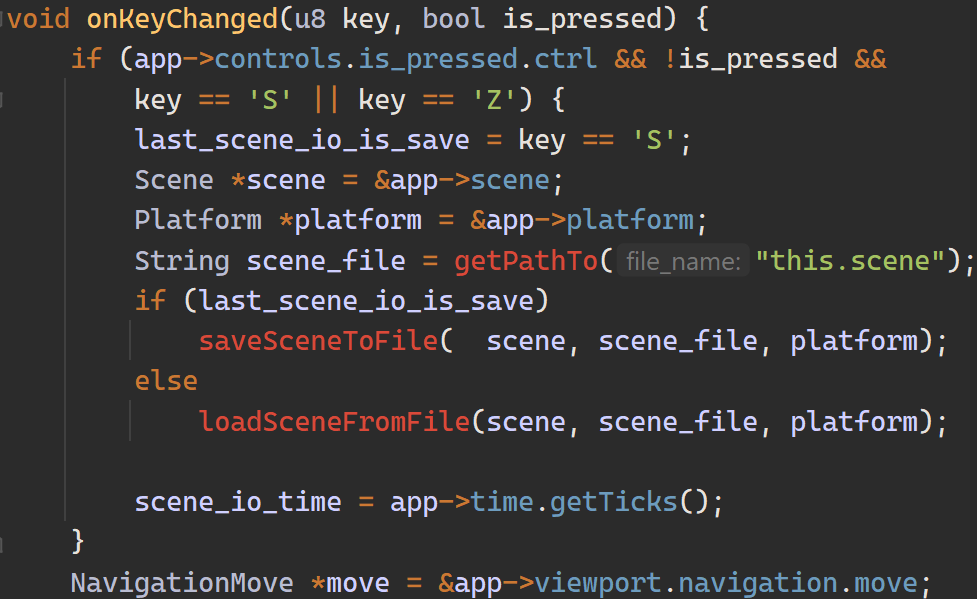 void onKeyChanged(u8 key, bool is_pressed) {
    if (app->controls.is_pressed.ctrl && !is_pressed &&
        key == 'S' || key == 'Z') {
        last_scene_io_is_save = key == 'S';
        Scene *scene = &app->scene;
        Platform *platform = &app->platform;
        String scene_file = getPathTo( file_name: "this.scene");
        if (last_scene_io_is_save)
            saveSceneToFile(  scene, scene_file, platform);
        else
            loadSceneFromFile(scene, scene_file, platform);

        scene_io_time = app->time.getTicks();
    }
    NavigationMove *move = &app->viewport.navigation.move;